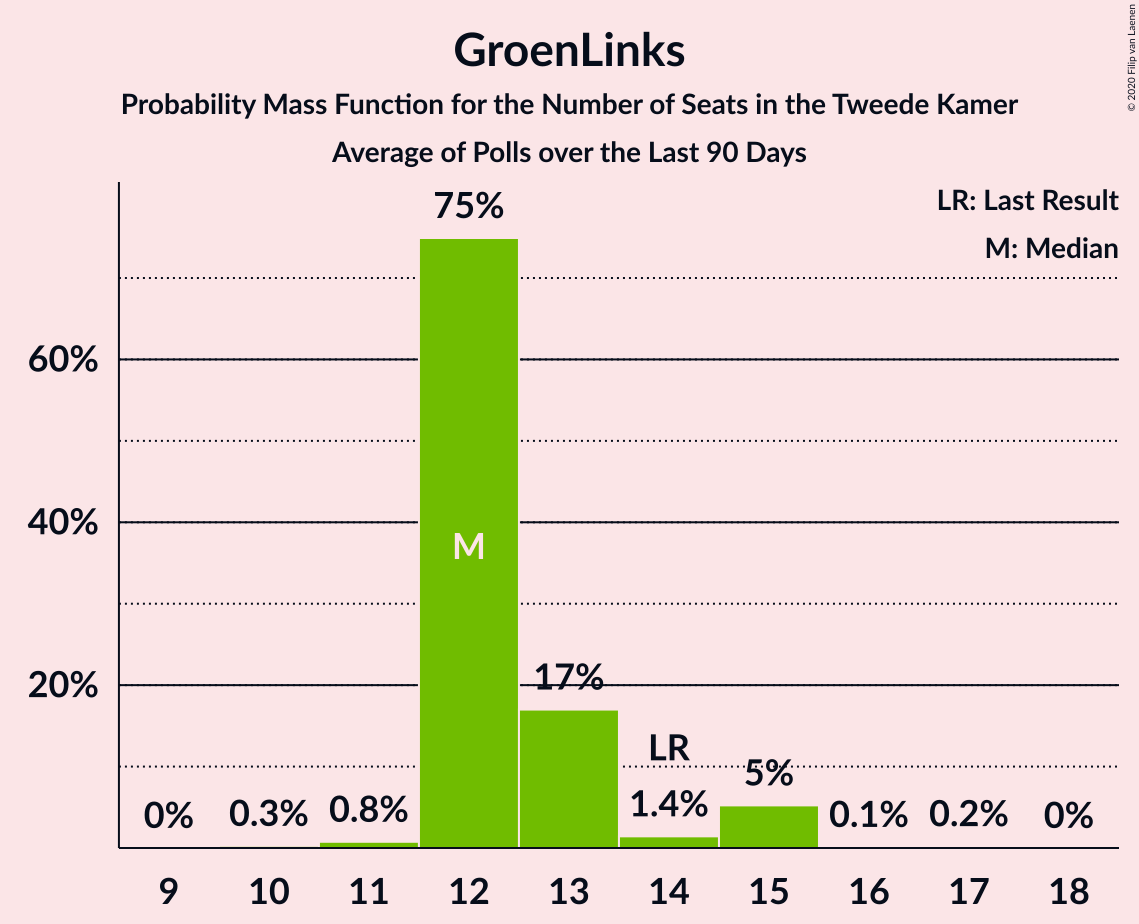 GroenLinks
Probability Mass Function for the Number of Seats in the Tweede Kamer
Average of Polls over the Last 90 Days
© 2020 Filip van Laenen
LR: Last Result
M: Median
60%
40%
20%
0%
0.3%
0.8%
75%
M
17%
LR
1.4%
5%
0.1%
0.2%
0%
9 10 11 12 13 14 15 16 17 18